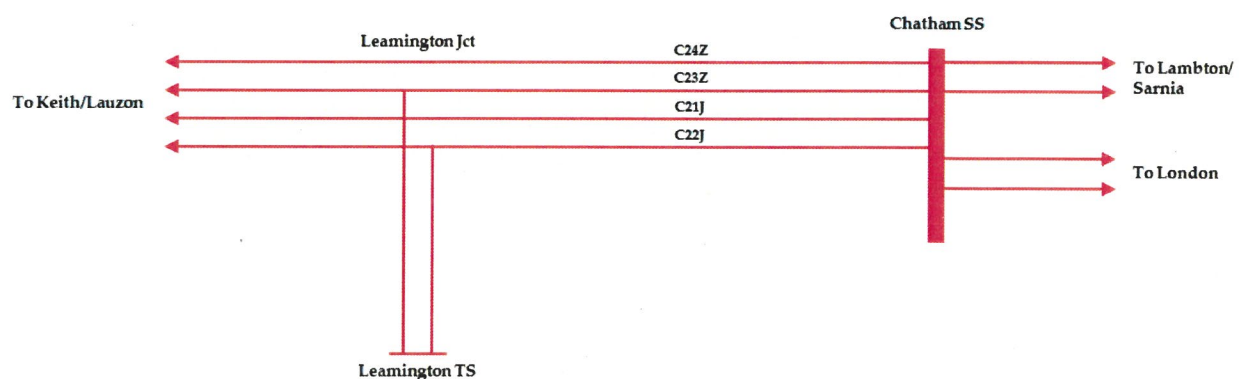 Chatham SS
Leamington Jct
C24Z
To Lambton/
Sarnia
C23Z
To Keith/Lauzon
C21J
C22J
To London
Leamington TS